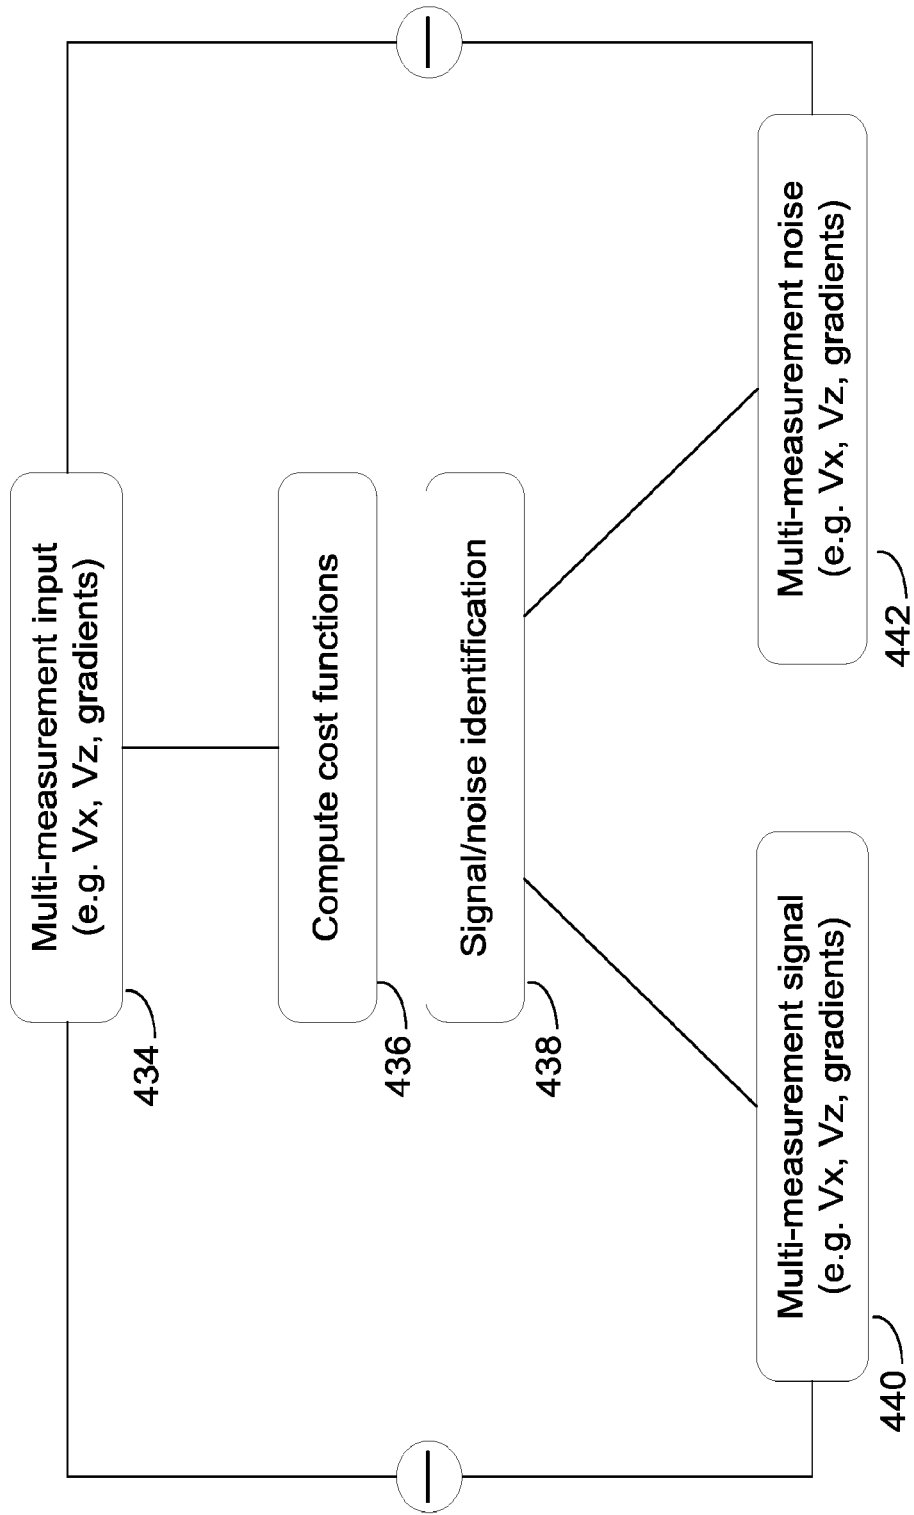 Multi-measurement input
(e.g. Vx, Vz, gradients)
434
Compute cost functions
436
Signal/noise identification
438
Multi-measurement signal
(e.g. Vx, Vz, gradients)
440
Multi-measurement noise
(e.g. Vx, Vz, gradients)
442